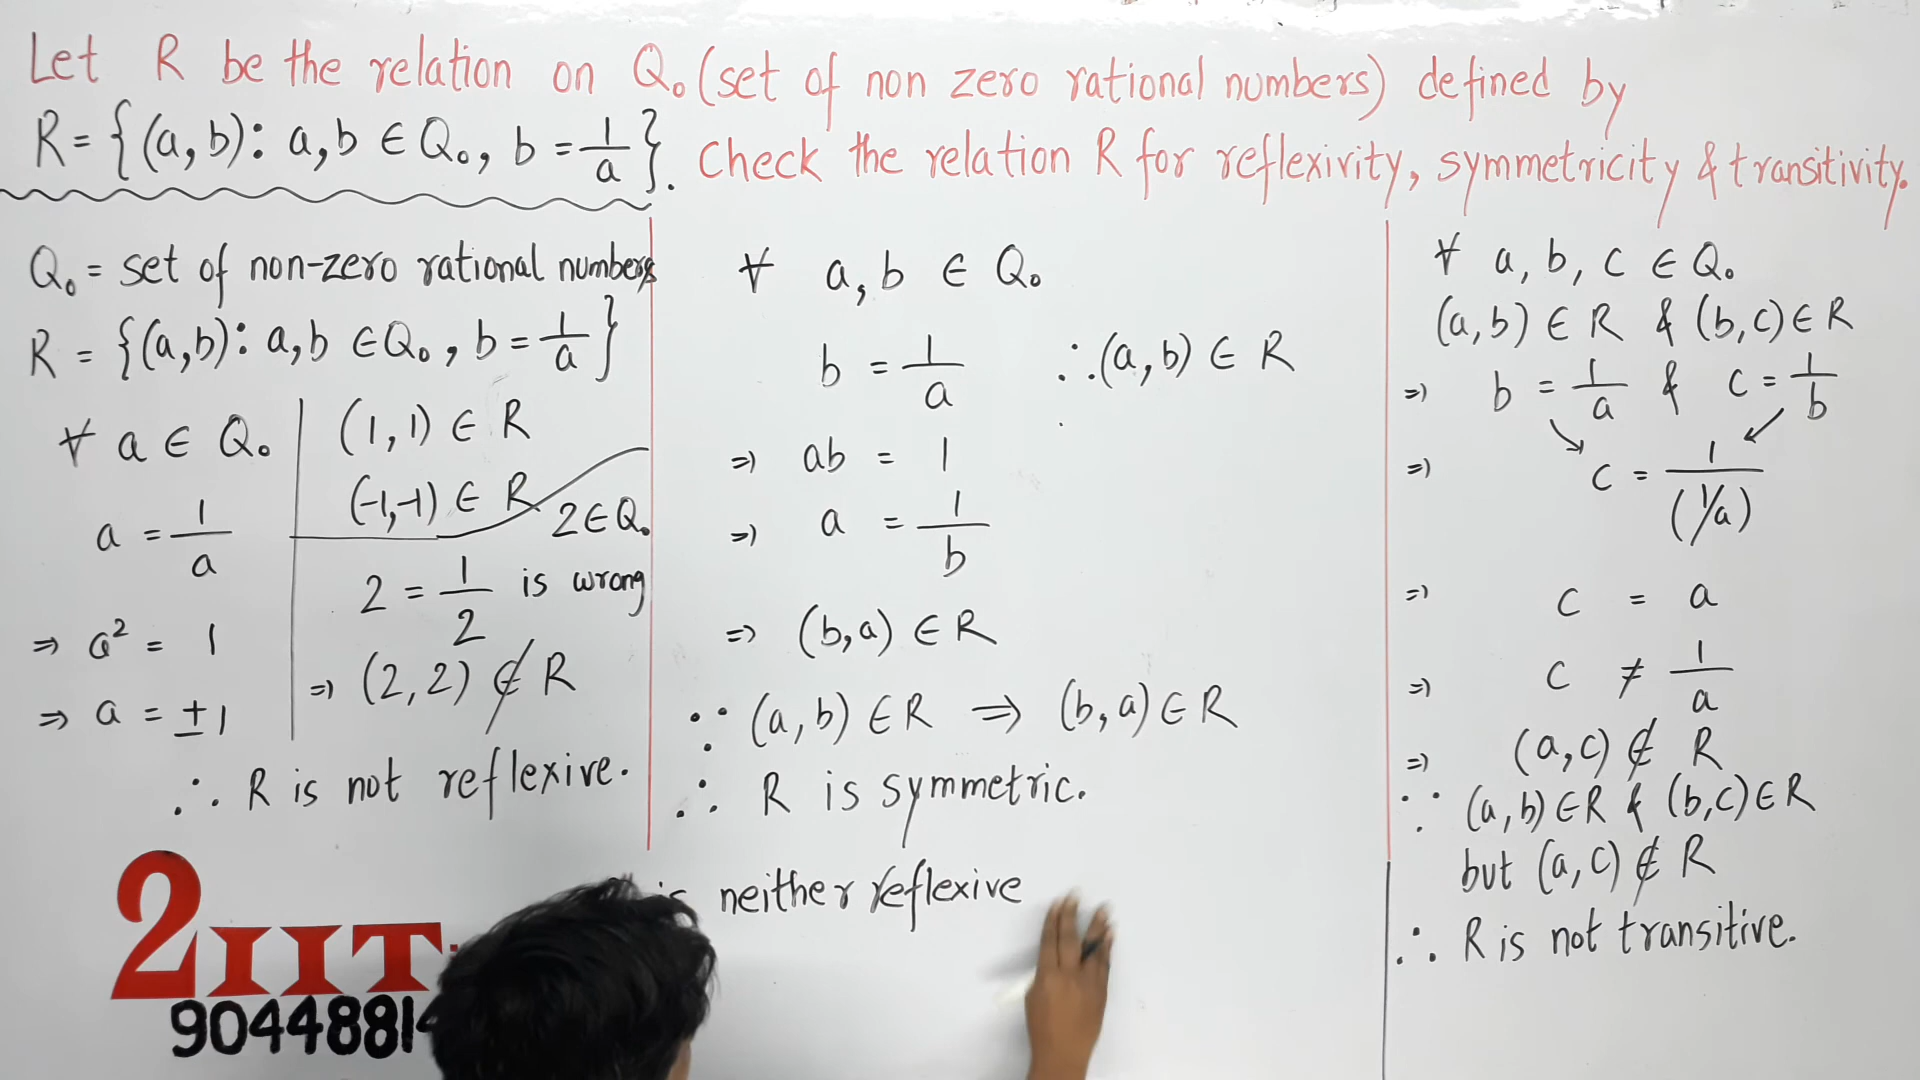 Let R be the relation on Q₀ (set of non zero rational numbers) defined by
R = {(a, b): a, b ∈ Q₀, b = 1/a}. Check the relation R for reflexivity, symmetricity & transitivity.
Q₀ = set of non-zero rational numbers
R = {(a,b): a,b ∈ Q₀, b = 1/a}
∀ a ∈ Q₀
a = 1/a
⇒ a² = 1
⇒ a = ±1
(1, 1) ∈ R
(-1,-1) ∈ R
2 ∈ Q₀
2 = 1/2 is wrong
⇒ (2, 2) ∉ R
∴ R is not reflexive.
∀ a, b ∈ Q₀
b = 1/a ∴ (a, b) ∈ R
⇒ ab = 1
⇒ a = 1/b
⇒ (b, a) ∈ R
∵ (a, b) ∈ R ⇒ (b, a) ∈ R
∴ R is symmetric.
is neither reflexive
∀ a, b, c ∈ Q₀
(a, b) ∈ R & (b, c) ∈ R
⇒ b = 1/a & c = 1/b
⇒ c = 1/(1/a)
⇒ c = a
⇒ c ≠ 1/a
⇒ (a, c) ∉ R
∵ (a, b) ∈ R & (b, c) ∈ R
but (a, c) ∉ R
∴ R is not transitive.
2IIT
9044881